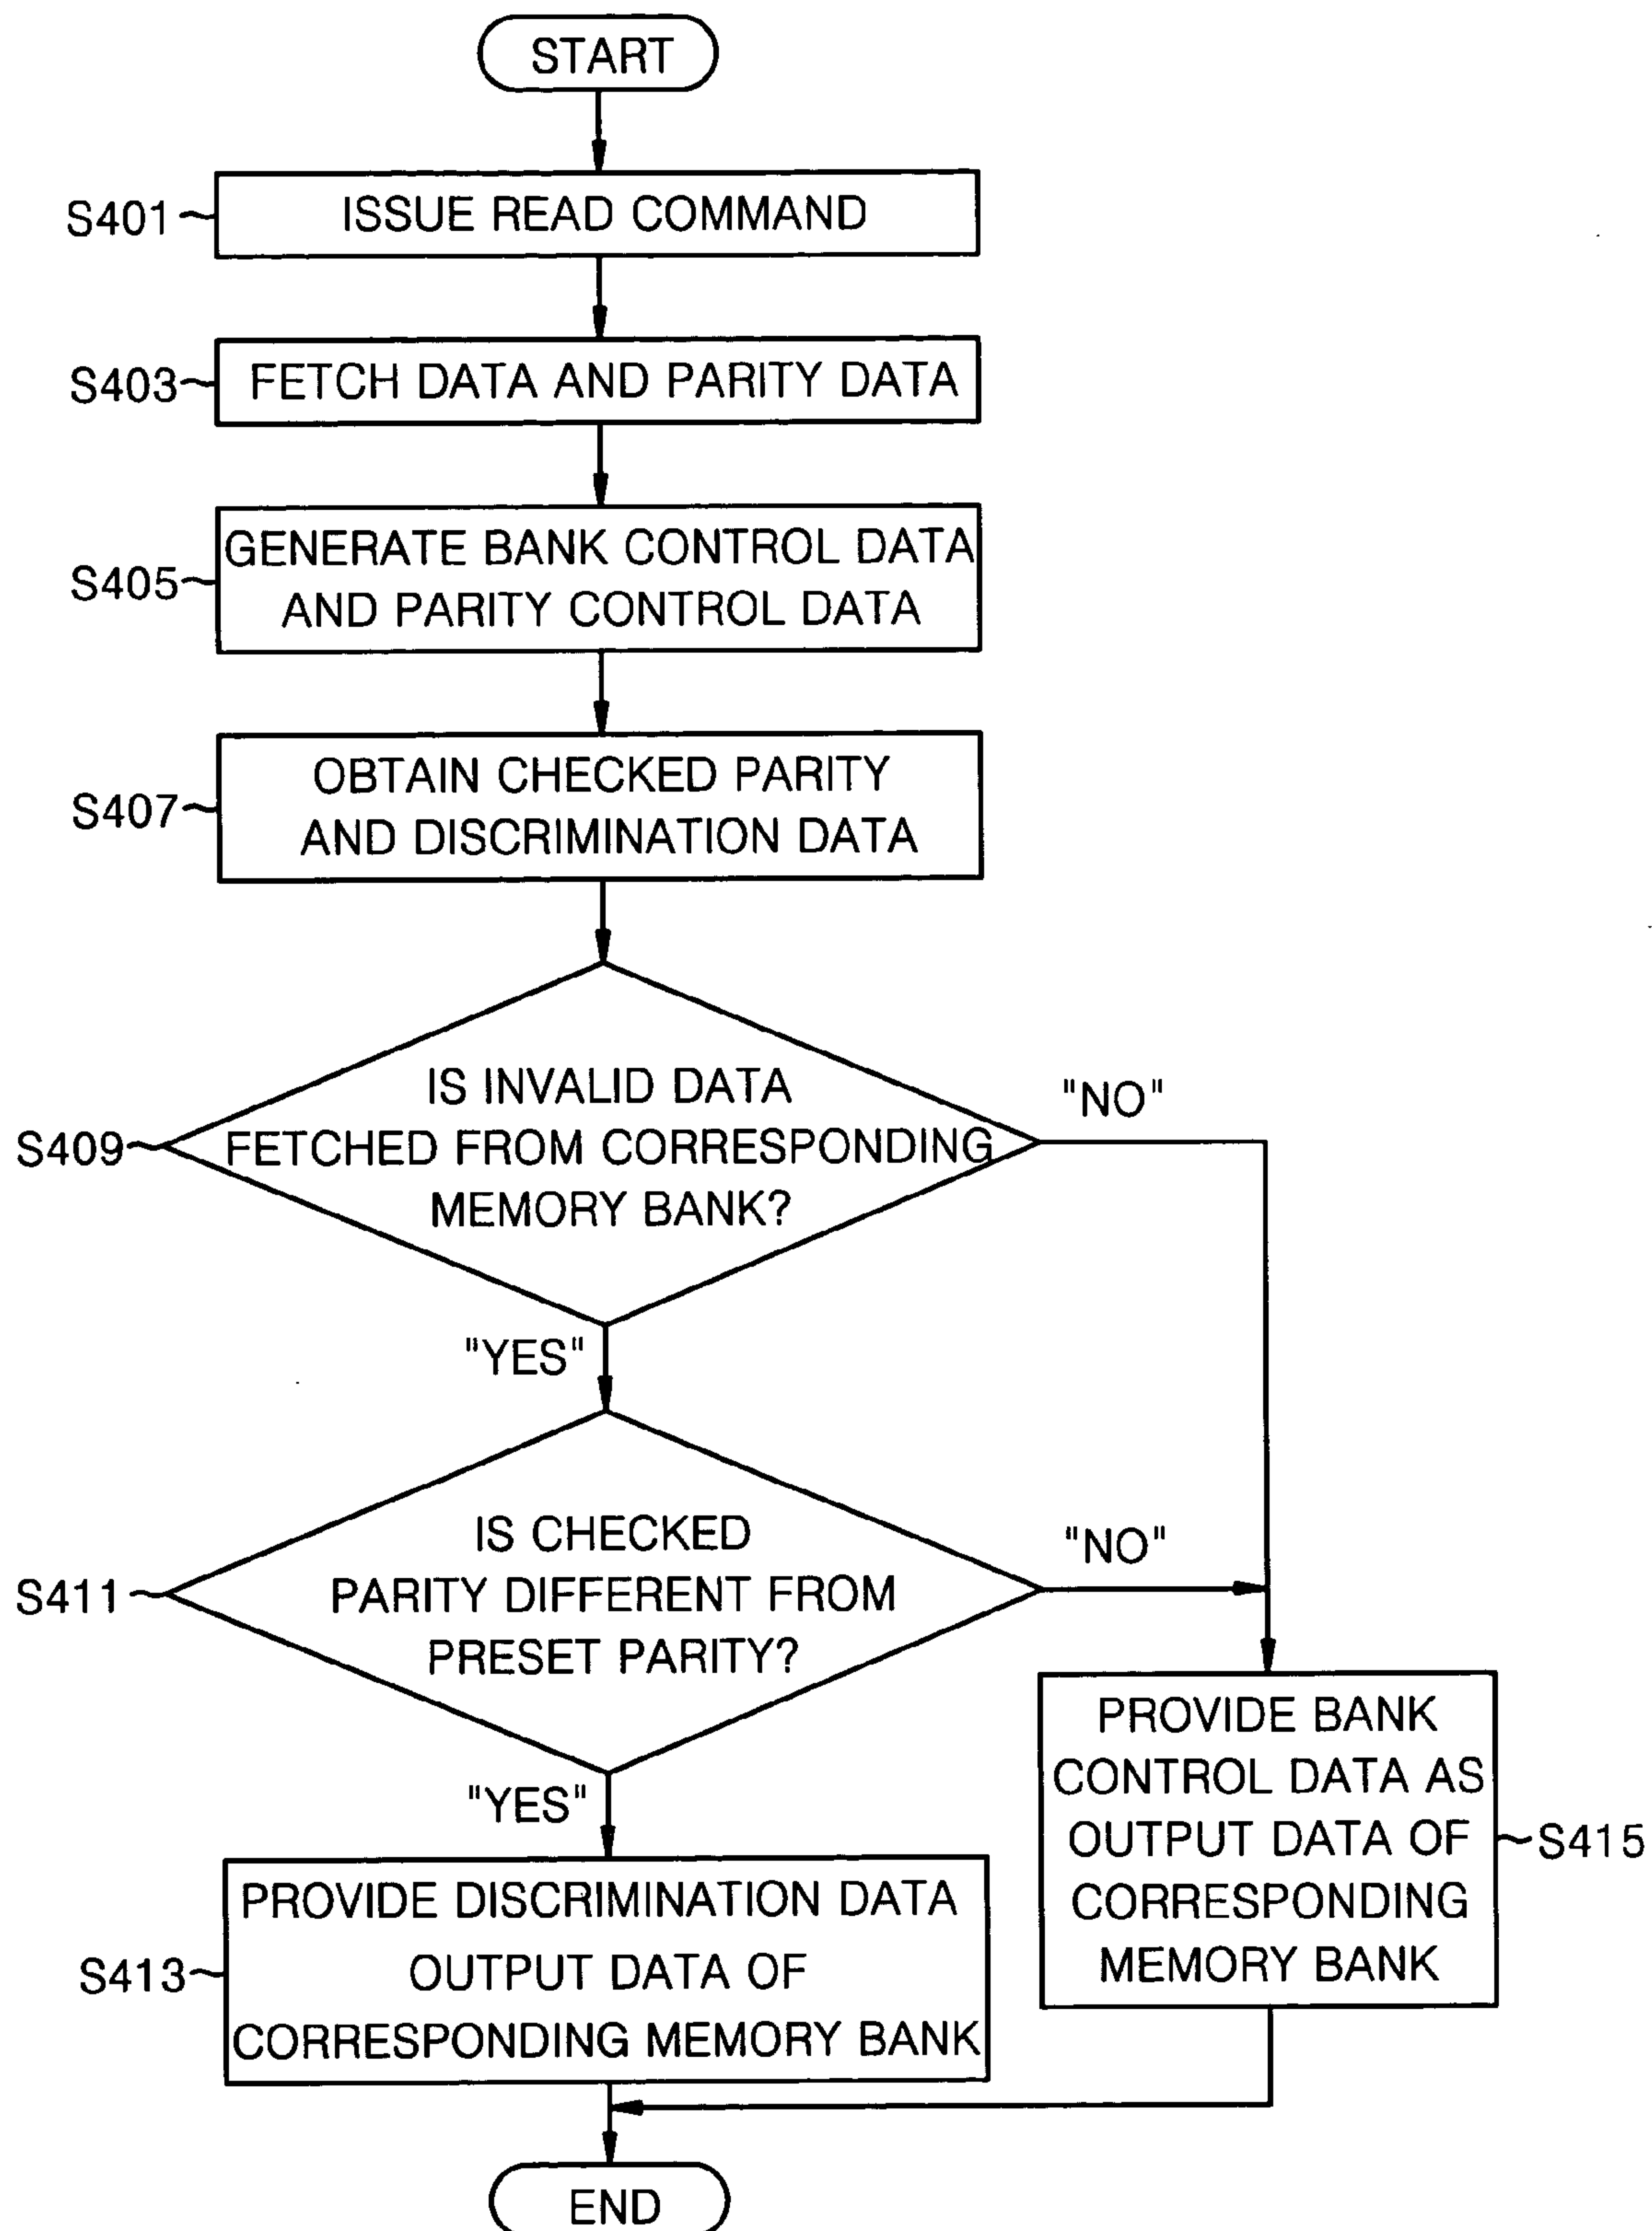 START
S401
ISSUE READ COMMAND
S403
FETCH DATA AND PARITY DATA
S405
GENERATE BANK CONTROL DATA
AND PARITY CONTROL DATA
S407
OBTAIN CHECKED PARITY
AND DISCRIMINATION DATA
S409
IS INVALID DATA
FETCHED FROM CORRESPONDING
MEMORY BANK?
"NO"
"YES"
S411
IS CHECKED
PARITY DIFFERENT FROM
PRESET PARITY?
"NO"
"YES"
S413
PROVIDE DISCRIMINATION DATA
OUTPUT DATA OF
CORRESPONDING MEMORY BANK
PROVIDE BANK
CONTROL DATA AS
OUTPUT DATA OF
CORRESPONDING
MEMORY BANK
S415
END